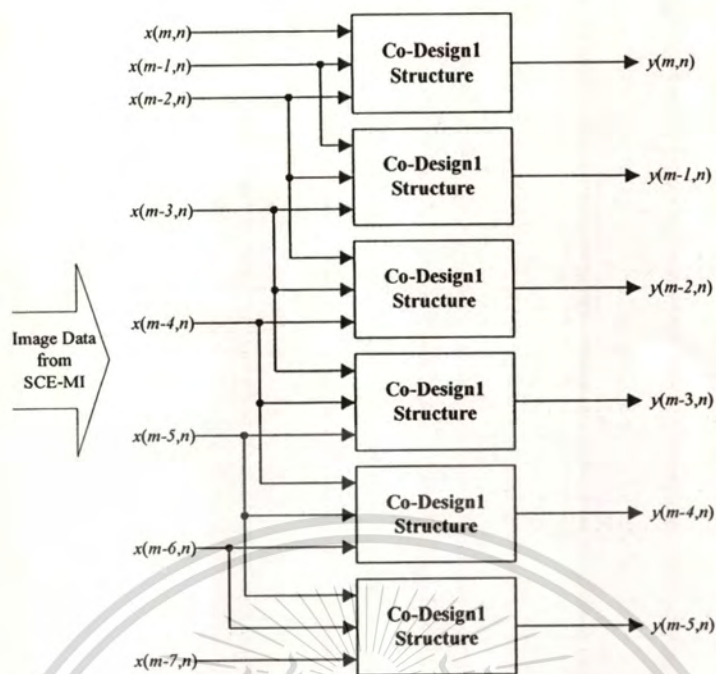 x(m,n)
x(m-1,n)
x(m-2,n)
Co-Design1
Structure
y(m,n)
Co-Design1
Structure
y(m-1,n)
x(m-3,n)
Co-Design1
Structure
y(m-2,n)
Image Data
from
SCE-MI
x(m-4,n)
Co-Design1
Structure
y(m-3,n)
x(m-5,n)
Co-Design1
Structure
y(m-4,n)
x(m-6,n)
Co-Design1
Structure
y(m-5,n)
x(m-7,n)